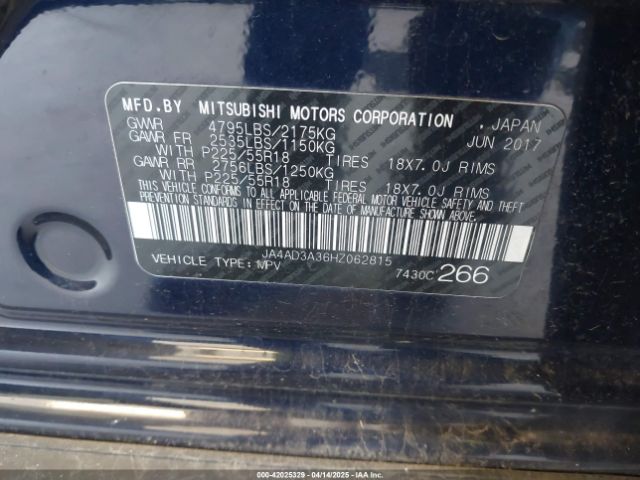 MFD.BY MITSUBISHI MOTORS CORPORATION , JAPAN
GVWR 4795LBS/2175KG JUN 2017
GAWR FR 2535LBS/1150KG
WITH P225/55R18 TIRES 18X7.0J RIMS
GAWR RR 2756LBS/1250KG
WITH P225/55R18 TIRES 18X7.0J RIMS
THIS VEHICLE CONFORMS TO ALL APPLICABLE FEDERAL MOTOR VEHICLE SAFETY AND THEFT
PREVENTION STANDARDS IN EFFECT ON THE DATE OF MANUFACTURE SHOWN ABOVE.
JA4AD3A36HZ062815
VEHICLE TYPE: MPV 7430C 266
000-42025329 - 04/14/2025 - IAAI.COM